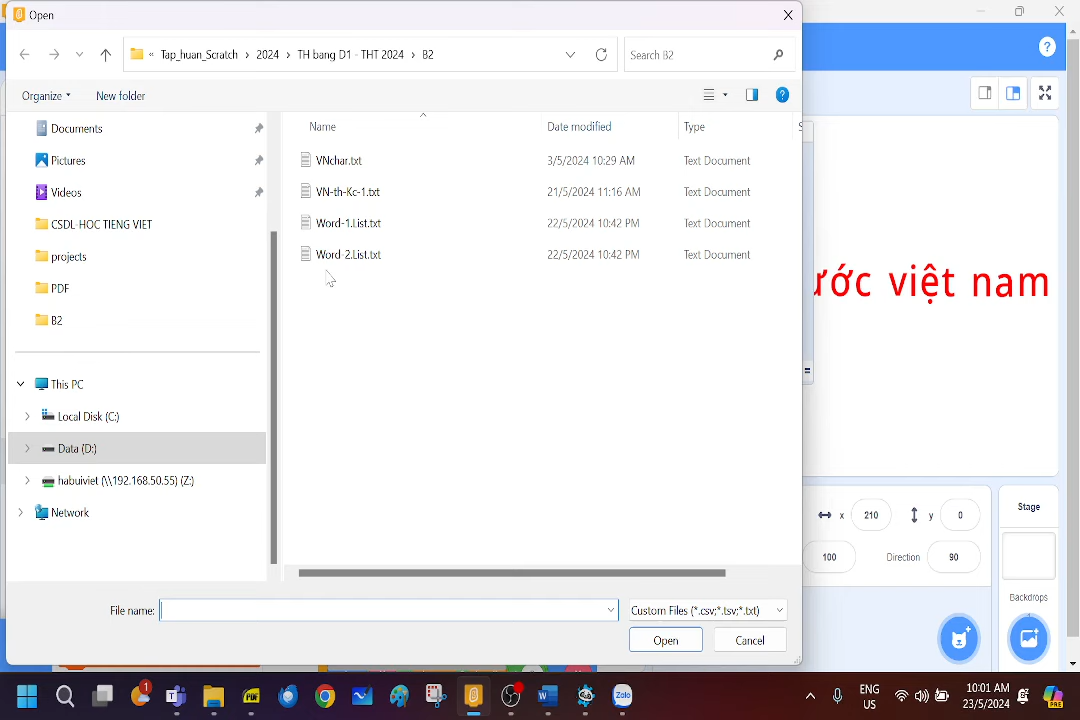 Open
« Tap_huan_Scratch › 2024 › TH bang D1 - THT 2024 › B2
Search B2
Organize
New folder
Documents
Pictures
Videos
CSDL-HOC TIENG VIET
projects
PDF
B2
This PC
Local Disk (C:)
Data (D:)
habuiviet (\\192.168.50.55) (Z:)
Network
Name Date modified Type S
VNchar.txt 3/5/2024 10:29 AM Text Document
VN-th-Kc-1.txt 21/5/2024 11:16 AM Text Document
Word-1.List.txt 22/5/2024 10:42 PM Text Document
Word-2.List.txt 22/5/2024 10:42 PM Text Document
File name:
Custom Files (*.csv;*.tsv;*.txt)
Open
Cancel
ước việt nam
=
x 210 y 0
100 Direction 90
Stage
Backdrops
1
PDF
Zalo
ENG
US
10:01 AM
23/5/2024
PRE